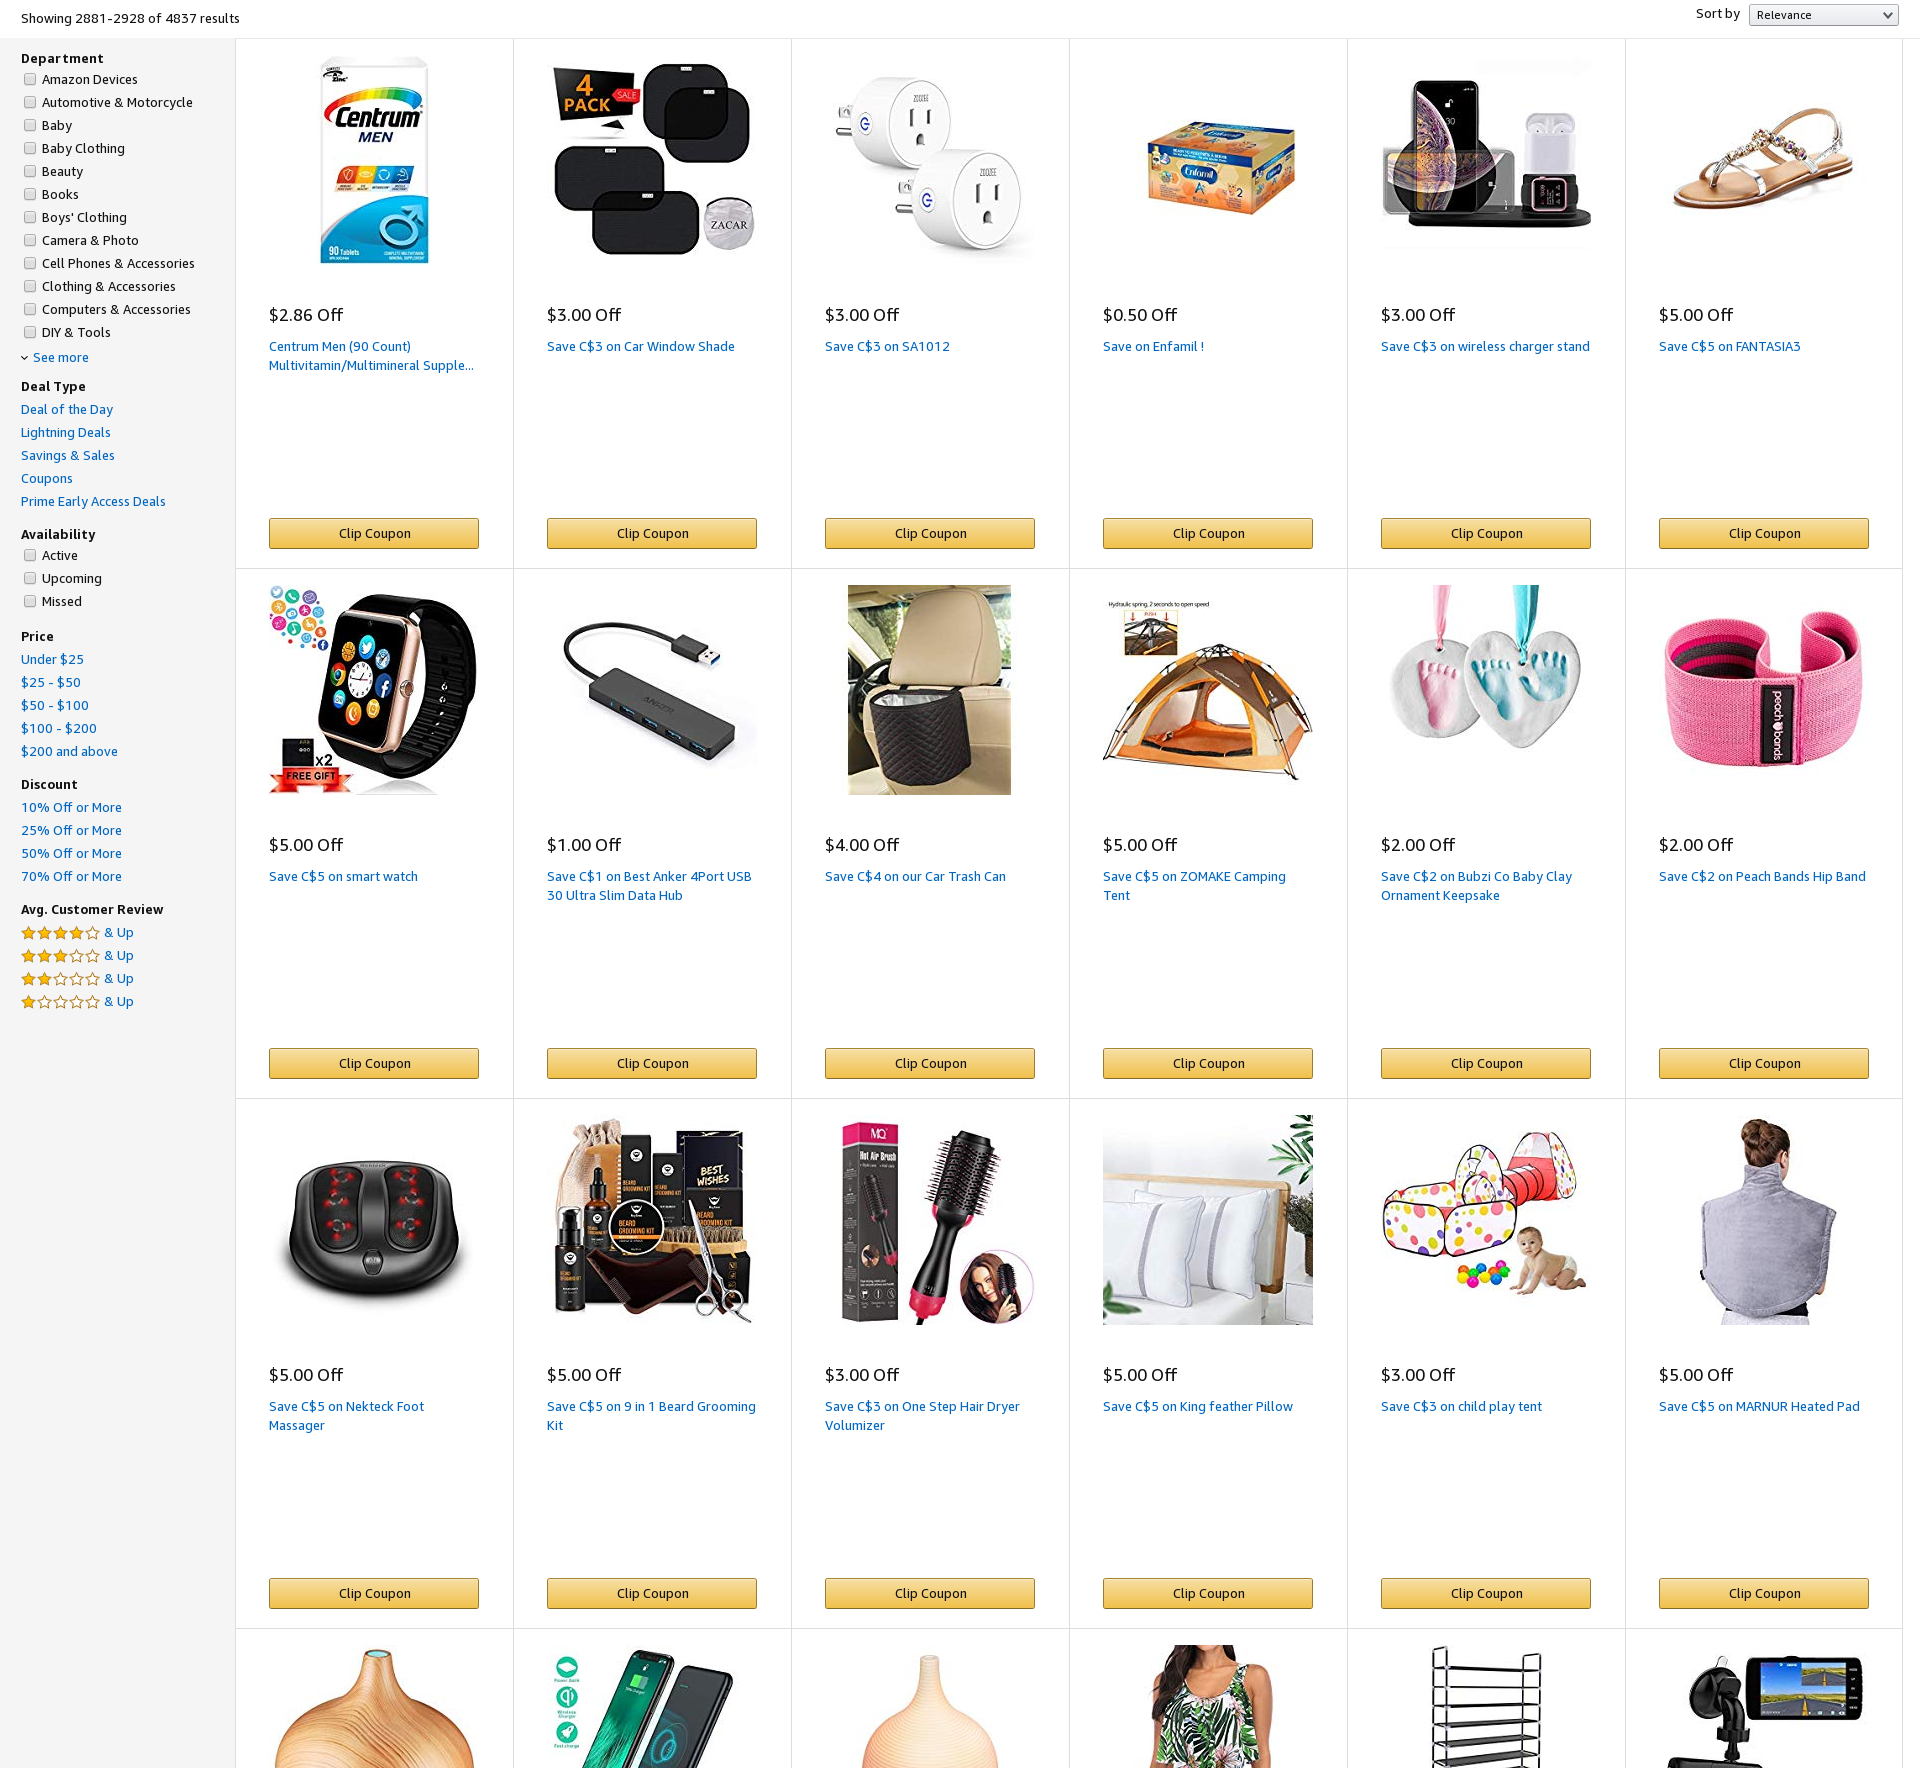 Showing 2881-2928 of 4837 results
Sort by
Relevance
Department
Amazon Devices
Automotive & Motorcycle
Baby
Baby Clothing
Beauty
Books
Boys' Clothing
Camera & Photo
Cell Phones & Accessories
Clothing & Accessories
Computers & Accessories
DIY & Tools
See more
Deal Type
Deal of the Day
Lightning Deals
Savings & Sales
Coupons
Prime Early Access Deals
Availability
Active
Upcoming
Missed
Price
Under $25
$25 - $50
$50 - $100
$100 - $200
$200 and above
Discount
10% Off or More
25% Off or More
50% Off or More
70% Off or More
Avg. Customer Review
& Up
& Up
& Up
& Up
Centrum
MEN
90 Tablets
$2.86 Off
Centrum Men (90 Count)
Multivitamin/Multimineral Supple...
Clip Coupon
4
PACK
SALE
ZACAR
$3.00 Off
Save C$3 on Car Window Shade
Clip Coupon
$3.00 Off
Save C$3 on SA1012
Clip Coupon
Enfamil
A+
2
$0.50 Off
Save on Enfamil !
Clip Coupon
$3.00 Off
Save C$3 on wireless charger stand
Clip Coupon
$5.00 Off
Save C$5 on FANTASIA3
Clip Coupon
x2
FREE GIFT
$5.00 Off
Save C$5 on smart watch
Clip Coupon
ANKER
$1.00 Off
Save C$1 on Best Anker 4Port USB
30 Ultra Slim Data Hub
Clip Coupon
$4.00 Off
Save C$4 on our Car Trash Can
Clip Coupon
Hydraulic spring, 2 seconds to open speed
PUSH
$5.00 Off
Save C$5 on ZOMAKE Camping
Tent
Clip Coupon
$2.00 Off
Save C$2 on Bubzi Co Baby Clay
Ornament Keepsake
Clip Coupon
peach bands
$2.00 Off
Save C$2 on Peach Bands Hip Band
Clip Coupon
$5.00 Off
Save C$5 on Nekteck Foot
Massager
Clip Coupon
BEST
WISHES
BEARD
GROOMING KIT
BEARD
GROOMING KIT
$5.00 Off
Save C$5 on 9 in 1 Beard Grooming
Kit
Clip Coupon
MQ
Hot Air Brush
$3.00 Off
Save C$3 on One Step Hair Dryer
Volumizer
Clip Coupon
$5.00 Off
Save C$5 on King feather Pillow
Clip Coupon
$3.00 Off
Save C$3 on child play tent
Clip Coupon
$5.00 Off
Save C$5 on MARNUR Heated Pad
Clip Coupon
Power Bank
Wireless
Charger
Fast charge